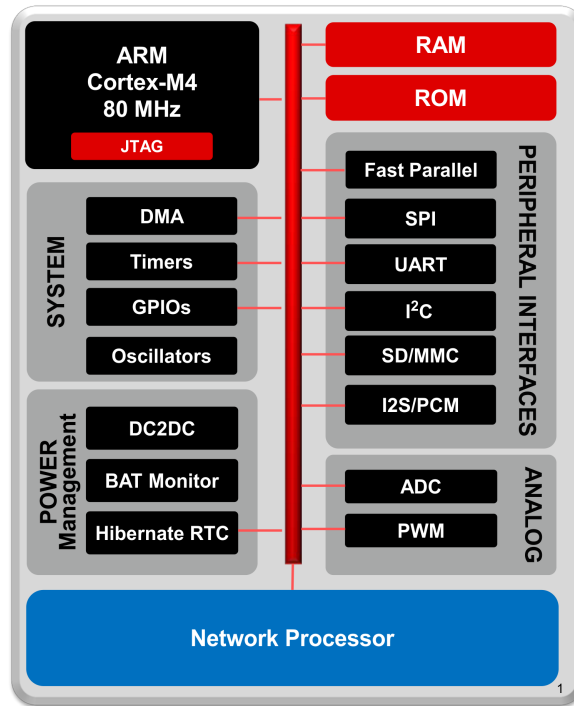 ARM
Cortex-M4
80 MHz
JTAG
RAM
ROM
SYSTEM
DMA
Timers
GPIOs
Oscillators
PERIPHERAL INTERFACES
Fast Parallel
SPI
UART
I²C
SD/MMC
I2S/PCM
POWER
Management
DC2DC
BAT Monitor
Hibernate RTC
ANALOG
ADC
PWM
Network Processor
1